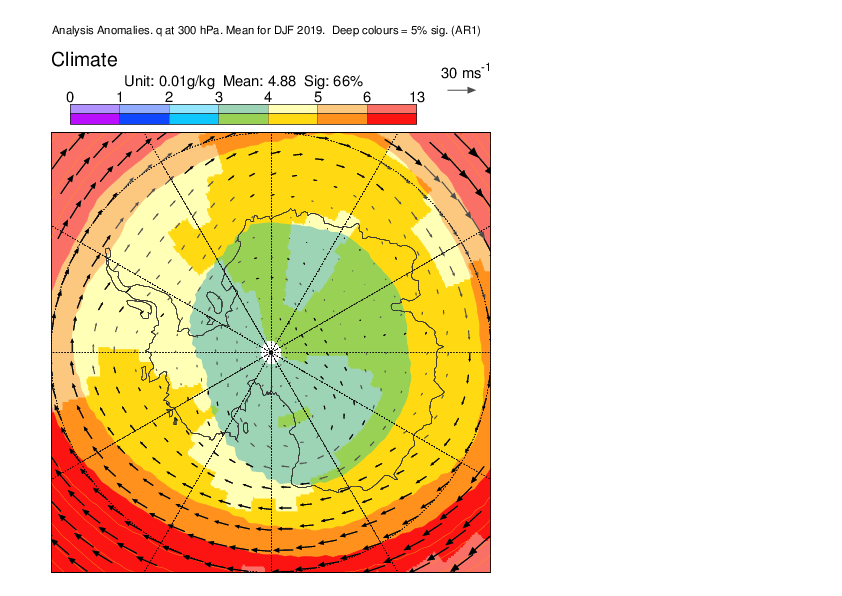 Analysis Anomalies. q at 300 hPa. Mean for DJF 2019. Deep colours = 5% sig. (AR1)
Climate
30 ms-1
Unit: 0.01g/kg Mean: 4.88 Sig: 66%
0 1 2 3 4 5 6 13